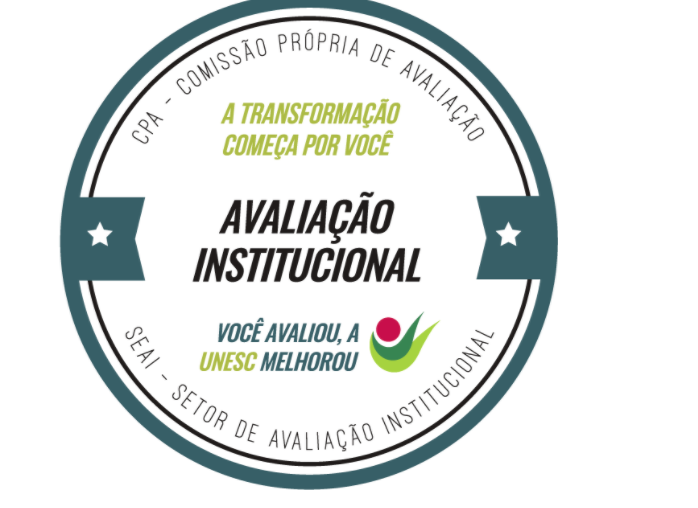 CPA - COMISSÃO PRÓPRIA DE AVALIAÇÃO
A TRANSFORMAÇÃO
COMEÇA POR VOCÊ
AVALIAÇÃO
INSTITUCIONAL
VOCÊ AVALIOU, A
UNESC MELHOROU
SEAI - SETOR DE AVALIAÇÃO INSTITUCIONAL